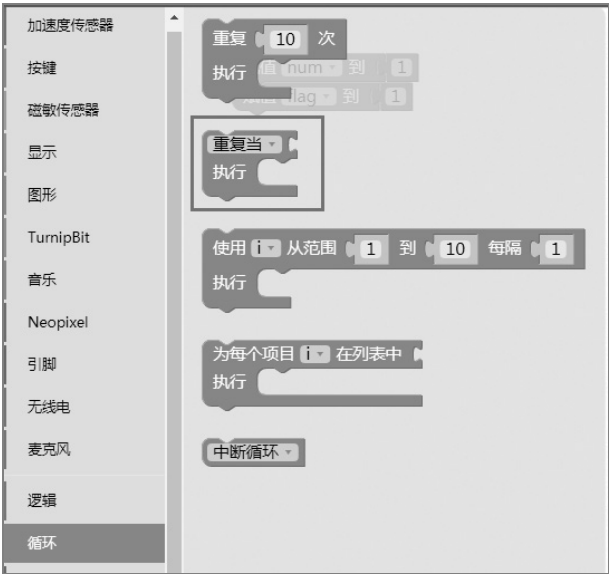 加速度传感器
按键
磁敏传感器
显示
图形
TurnipBit
音乐
Neopixel
引脚
无线电
麦克风
逻辑
循环
重复 10 次
执行
值 num 到 1
赋值 flag 到 1
重复当
执行
使用 i 从范围 1 到 10 每隔 1
执行
为每个项目 i 在列表中
执行
中断循环